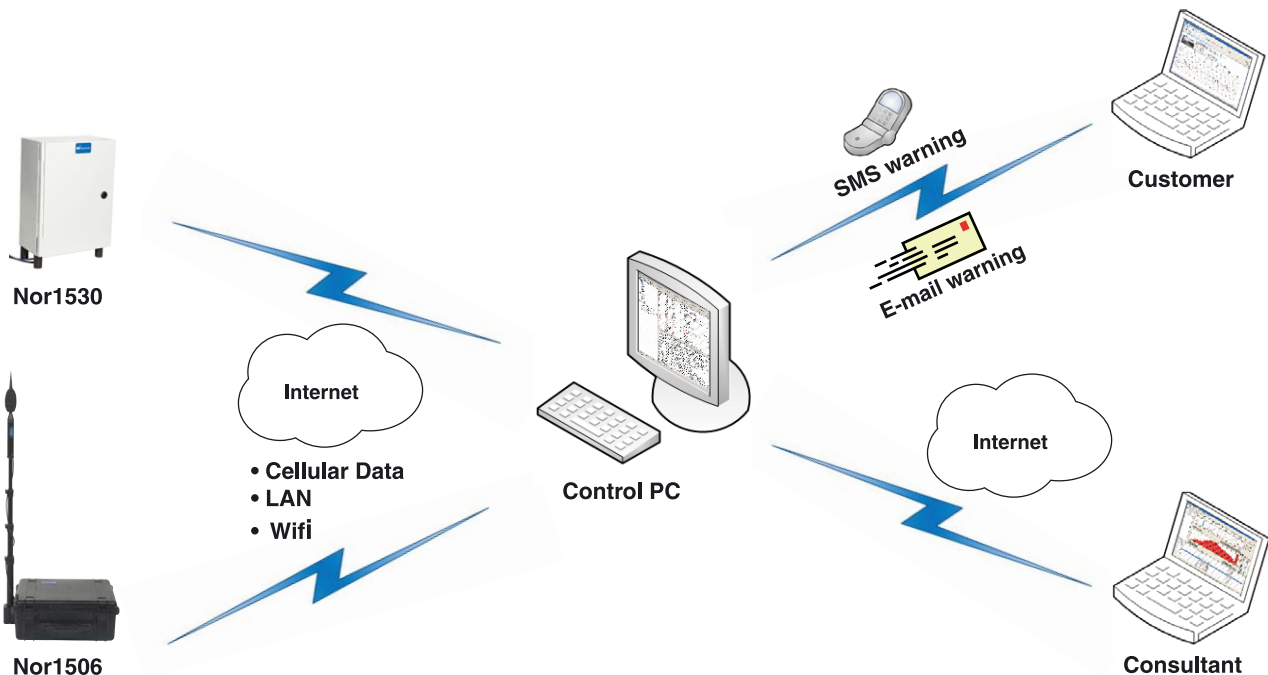 SMS warning
Customer
E-mail warning
Nor1530
Internet
• Cellular Data
• LAN
• Wifi
Control PC
Internet
Nor1506
Consultant